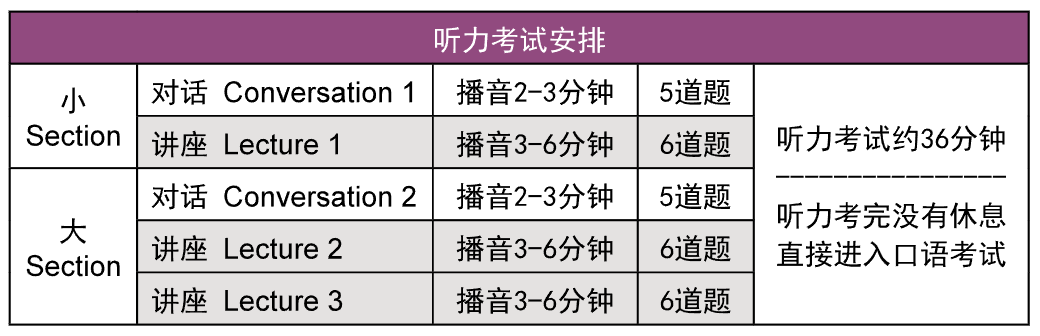 听力考试安排
小
Section
对话 Conversation 1
播音2-3分钟
5道题
讲座 Lecture 1
播音3-6分钟
6道题
大
Section
对话 Conversation 2
播音2-3分钟
5道题
讲座 Lecture 2
播音3-6分钟
6道题
讲座 Lecture 3
播音3-6分钟
6道题
听力考试约36分钟
----------------
听力考完没有休息
直接进入口语考试